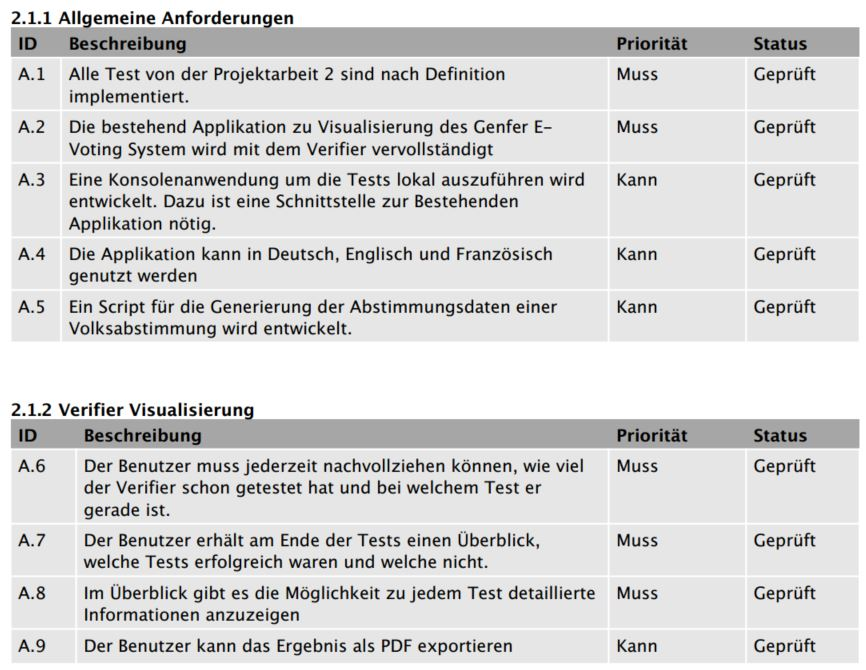 2.1.1 Allgemeine Anforderungen
ID Beschreibung Priorität Status
A.1 Alle Test von der Projektarbeit 2 sind nach Definition Muss Geprüft
implementiert.
A.2 Die bestehend Applikation zu Visualisierung des Genfer E- Muss Geprüft
Voting System wird mit dem Verifier vervollständigt
A.3 Eine Konsolenanwendung um die Tests lokal auszuführen wird Kann Geprüft
entwickelt. Dazu ist eine Schnittstelle zur Bestehenden
Applikation nötig.
A.4 Die Applikation kann in Deutsch, Englisch und Französisch Kann Geprüft
genutzt werden
A.5 Ein Script für die Generierung der Abstimmungsdaten einer Kann Geprüft
Volksabstimmung wird entwickelt.
2.1.2 Verifier Visualisierung
ID Beschreibung Priorität Status
A.6 Der Benutzer muss jederzeit nachvollziehen können, wie viel Muss Geprüft
der Verifier schon getestet hat und bei welchem Test er
gerade ist.
A.7 Der Benutzer erhält am Ende der Tests einen Überblick, Muss Geprüft
welche Tests erfolgreich waren und welche nicht.
A.8 Im Überblick gibt es die Möglichkeit zu jedem Test detaillierte Muss Geprüft
Informationen anzuzeigen
A.9 Der Benutzer kann das Ergebnis als PDF exportieren Kann Geprüft